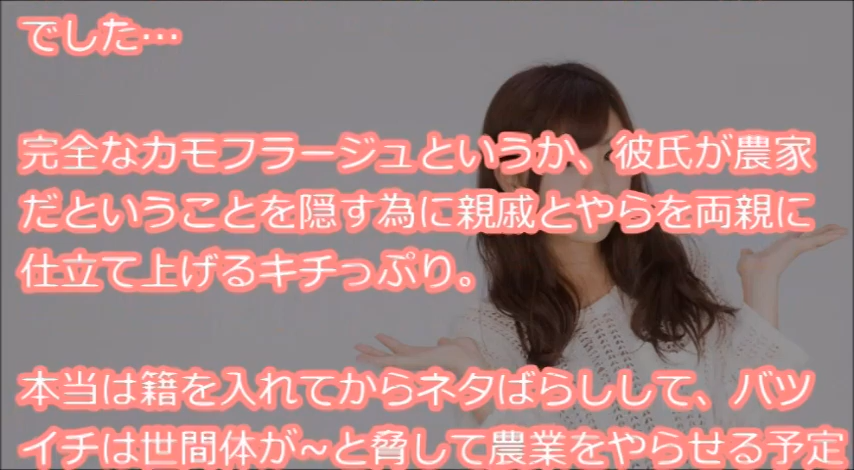 でした…
完全なカモフラージュというか、彼氏が農家
だということを隠す為に親戚とやらを両親に
仕立て上げるキチっぷり。
本当は籍を入れてからネタばらしして、バツ
イチは世間体が~と脅して農業をやらせる予定